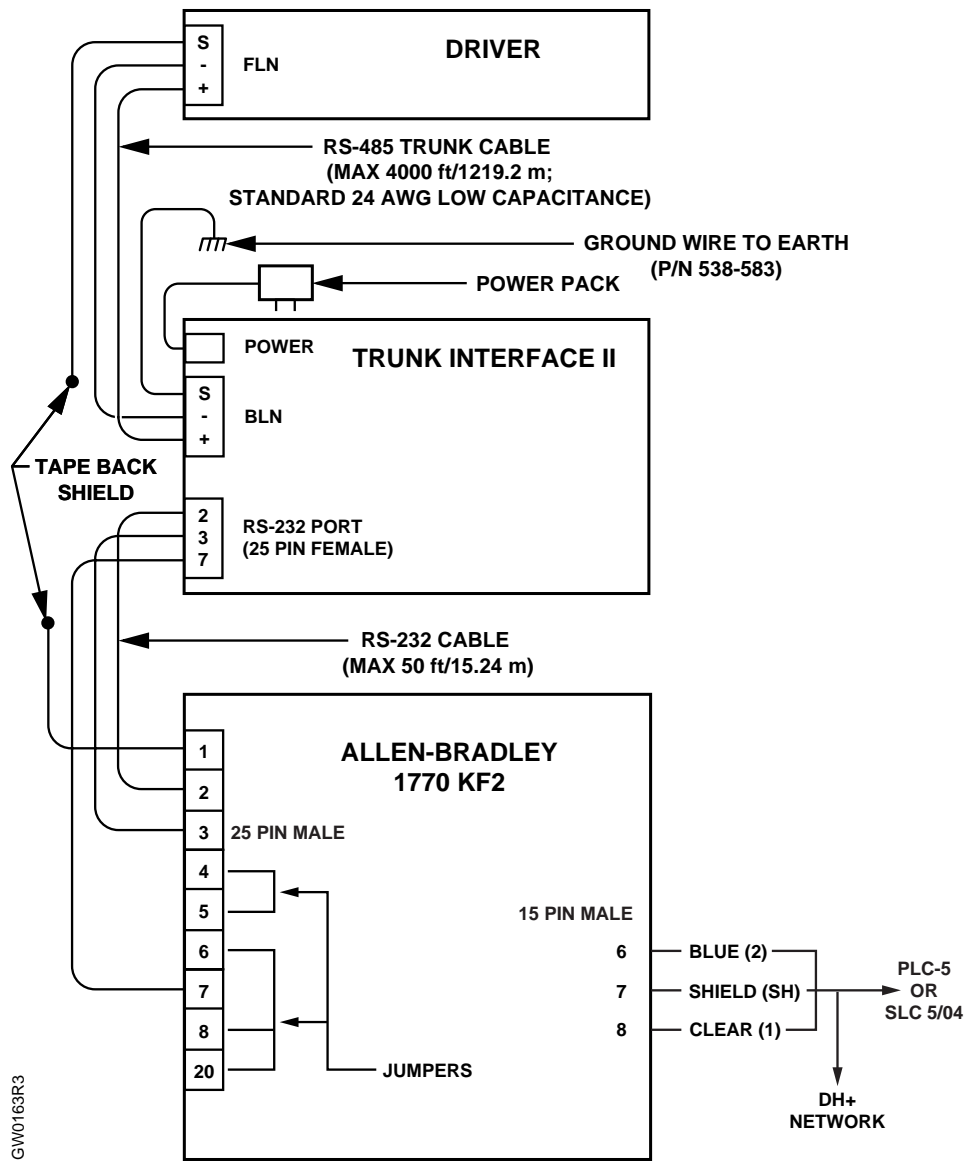 DRIVER
S
-
+
FLN
RS-485 TRUNK CABLE
(MAX 4000 ft/1219.2 m;
STANDARD 24 AWG LOW CAPACITANCE)
GROUND WIRE TO EARTH
(P/N 538-583)
POWER PACK
POWER
TRUNK INTERFACE II
S
-
+
BLN
TAPE BACK
SHIELD
2
3
7
RS-232 PORT
(25 PIN FEMALE)
RS-232 CABLE
(MAX 50 ft/15.24 m)
ALLEN-BRADLEY
1770 KF2
1
2
3
25 PIN MALE
4
5
6
7
8
20
JUMPERS
15 PIN MALE
6
BLUE (2)
7
SHIELD (SH)
8
CLEAR (1)
PLC-5
OR
SLC 5/04
DH+
NETWORK
GW0163R3